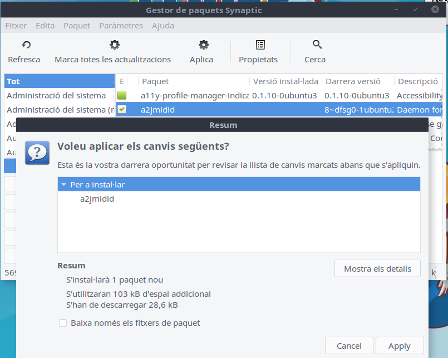 Gestor de paquets Synaptic
Fitxer Edita Paquet Paràmetres Ajuda
Refresca Marca totes les actualitzacions Aplica Propietats Cerca
Tot E Paquet Versió instal·lada Darrera versió Descripció
Administració del sistema a11y-profile-manager-indica 0.1.10-0ubuntu3 0.1.10-0ubuntu3 Accessibility
Administració del sistema (r a2jmidid 8~dfsg0-1ubuntu. Daemon for
Resum
Voleu aplicar els canvis següents?
Esta és la vostra darrera oportunitat per revisar la llista de canvis marcats abans que s'apliquin.
Per a instal·lar
a2jmidid
Resum
Mostra els detalls
S'instal·larà 1 paquet nou
S'utilitzaran 103 kB d'espai addicional
S'han de descarregar 28,6 kB
Baixa només els fitxers de paquet
Cancel Apply